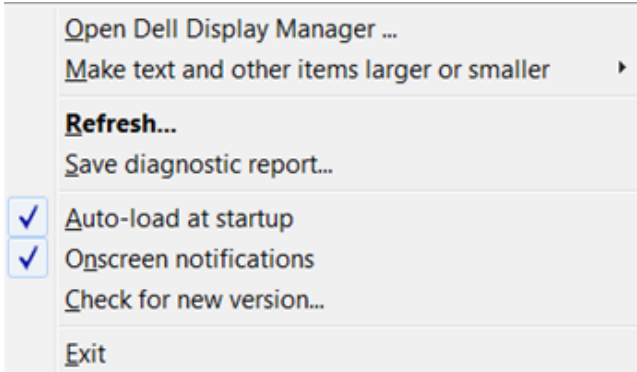 Open Dell Display Manager ...
Make text and other items larger or smaller
Refresh...
Save diagnostic report...
Auto-load at startup
Onscreen notifications
Check for new version...
Exit